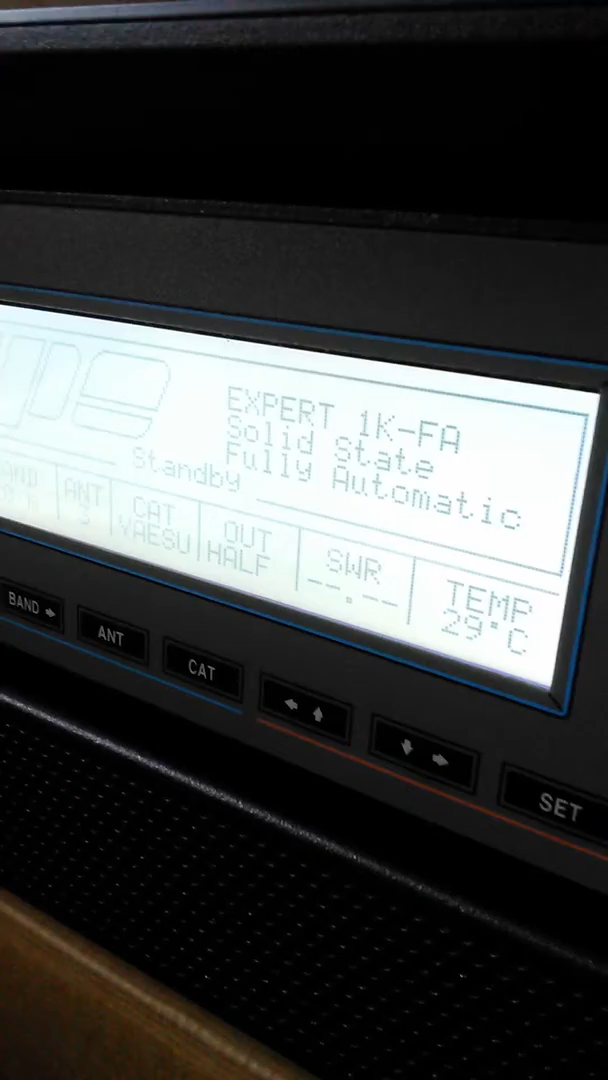 EXPERT 1K-FA
Solid State
Fully Automatic
Standby
ANT
CAT
YAESU
OUT
HALF
SWR
--.--
TEMP
29°C
BAND ➡
ANT
CAT
⬅ ⬆
⬇ ➡
SET